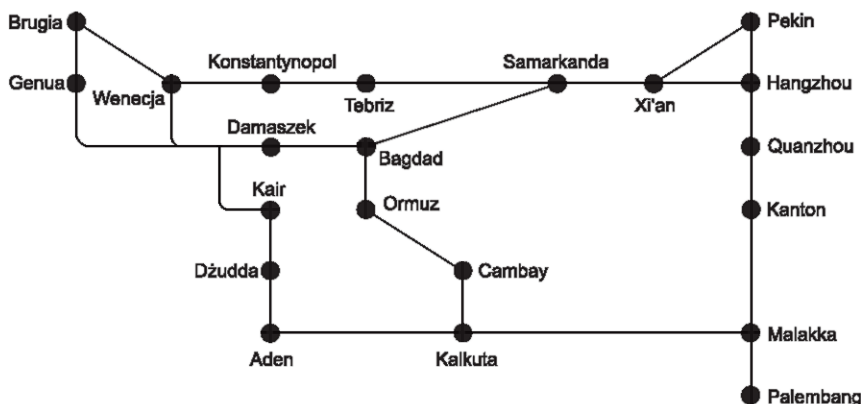 Brugia
Pekin
Konstantynopol
Samarkanda
Genua
Wenecja
Tebriz
Xi'an
Hangzhou
Damaszek
Bagdad
Quanzhou
Kair
Ormuz
Kanton
Dżudda
Cambay
Aden
Kalkuta
Malakka
Palembang